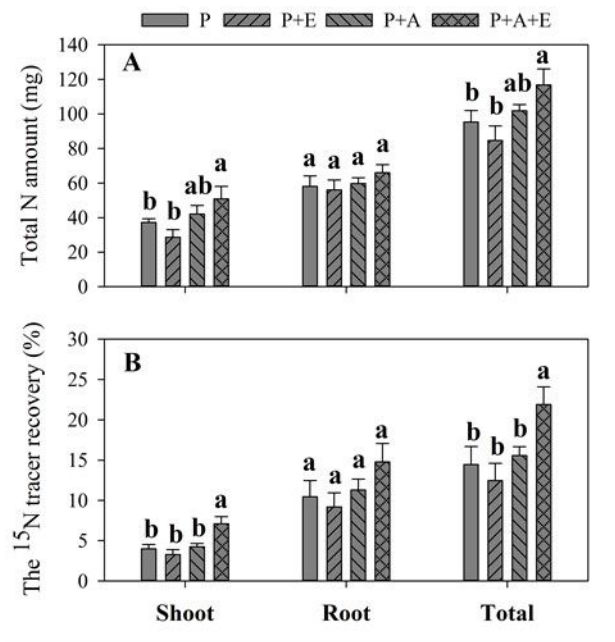 P P+E P+A P+A+E
A
Total N amount (mg)
140
120
100
80
60
40
20
0
b b ab a
a a a a
b b ab a
B
The 15N tracer recovery (%)
30
25
20
15
10
5
0
b b b a
a a a a
b b b a
Shoot Root Total